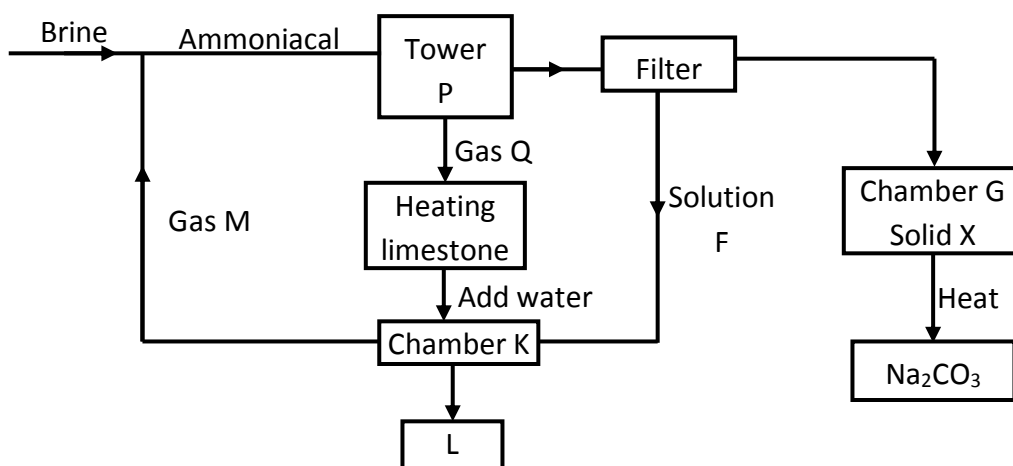 Brine
Ammoniacal
Tower
P
Filter
Gas Q
Heating
limestone
Gas M
Solution
F
Chamber G
Solid X
Add water
Heat
Chamber K
Na₂CO₃
L